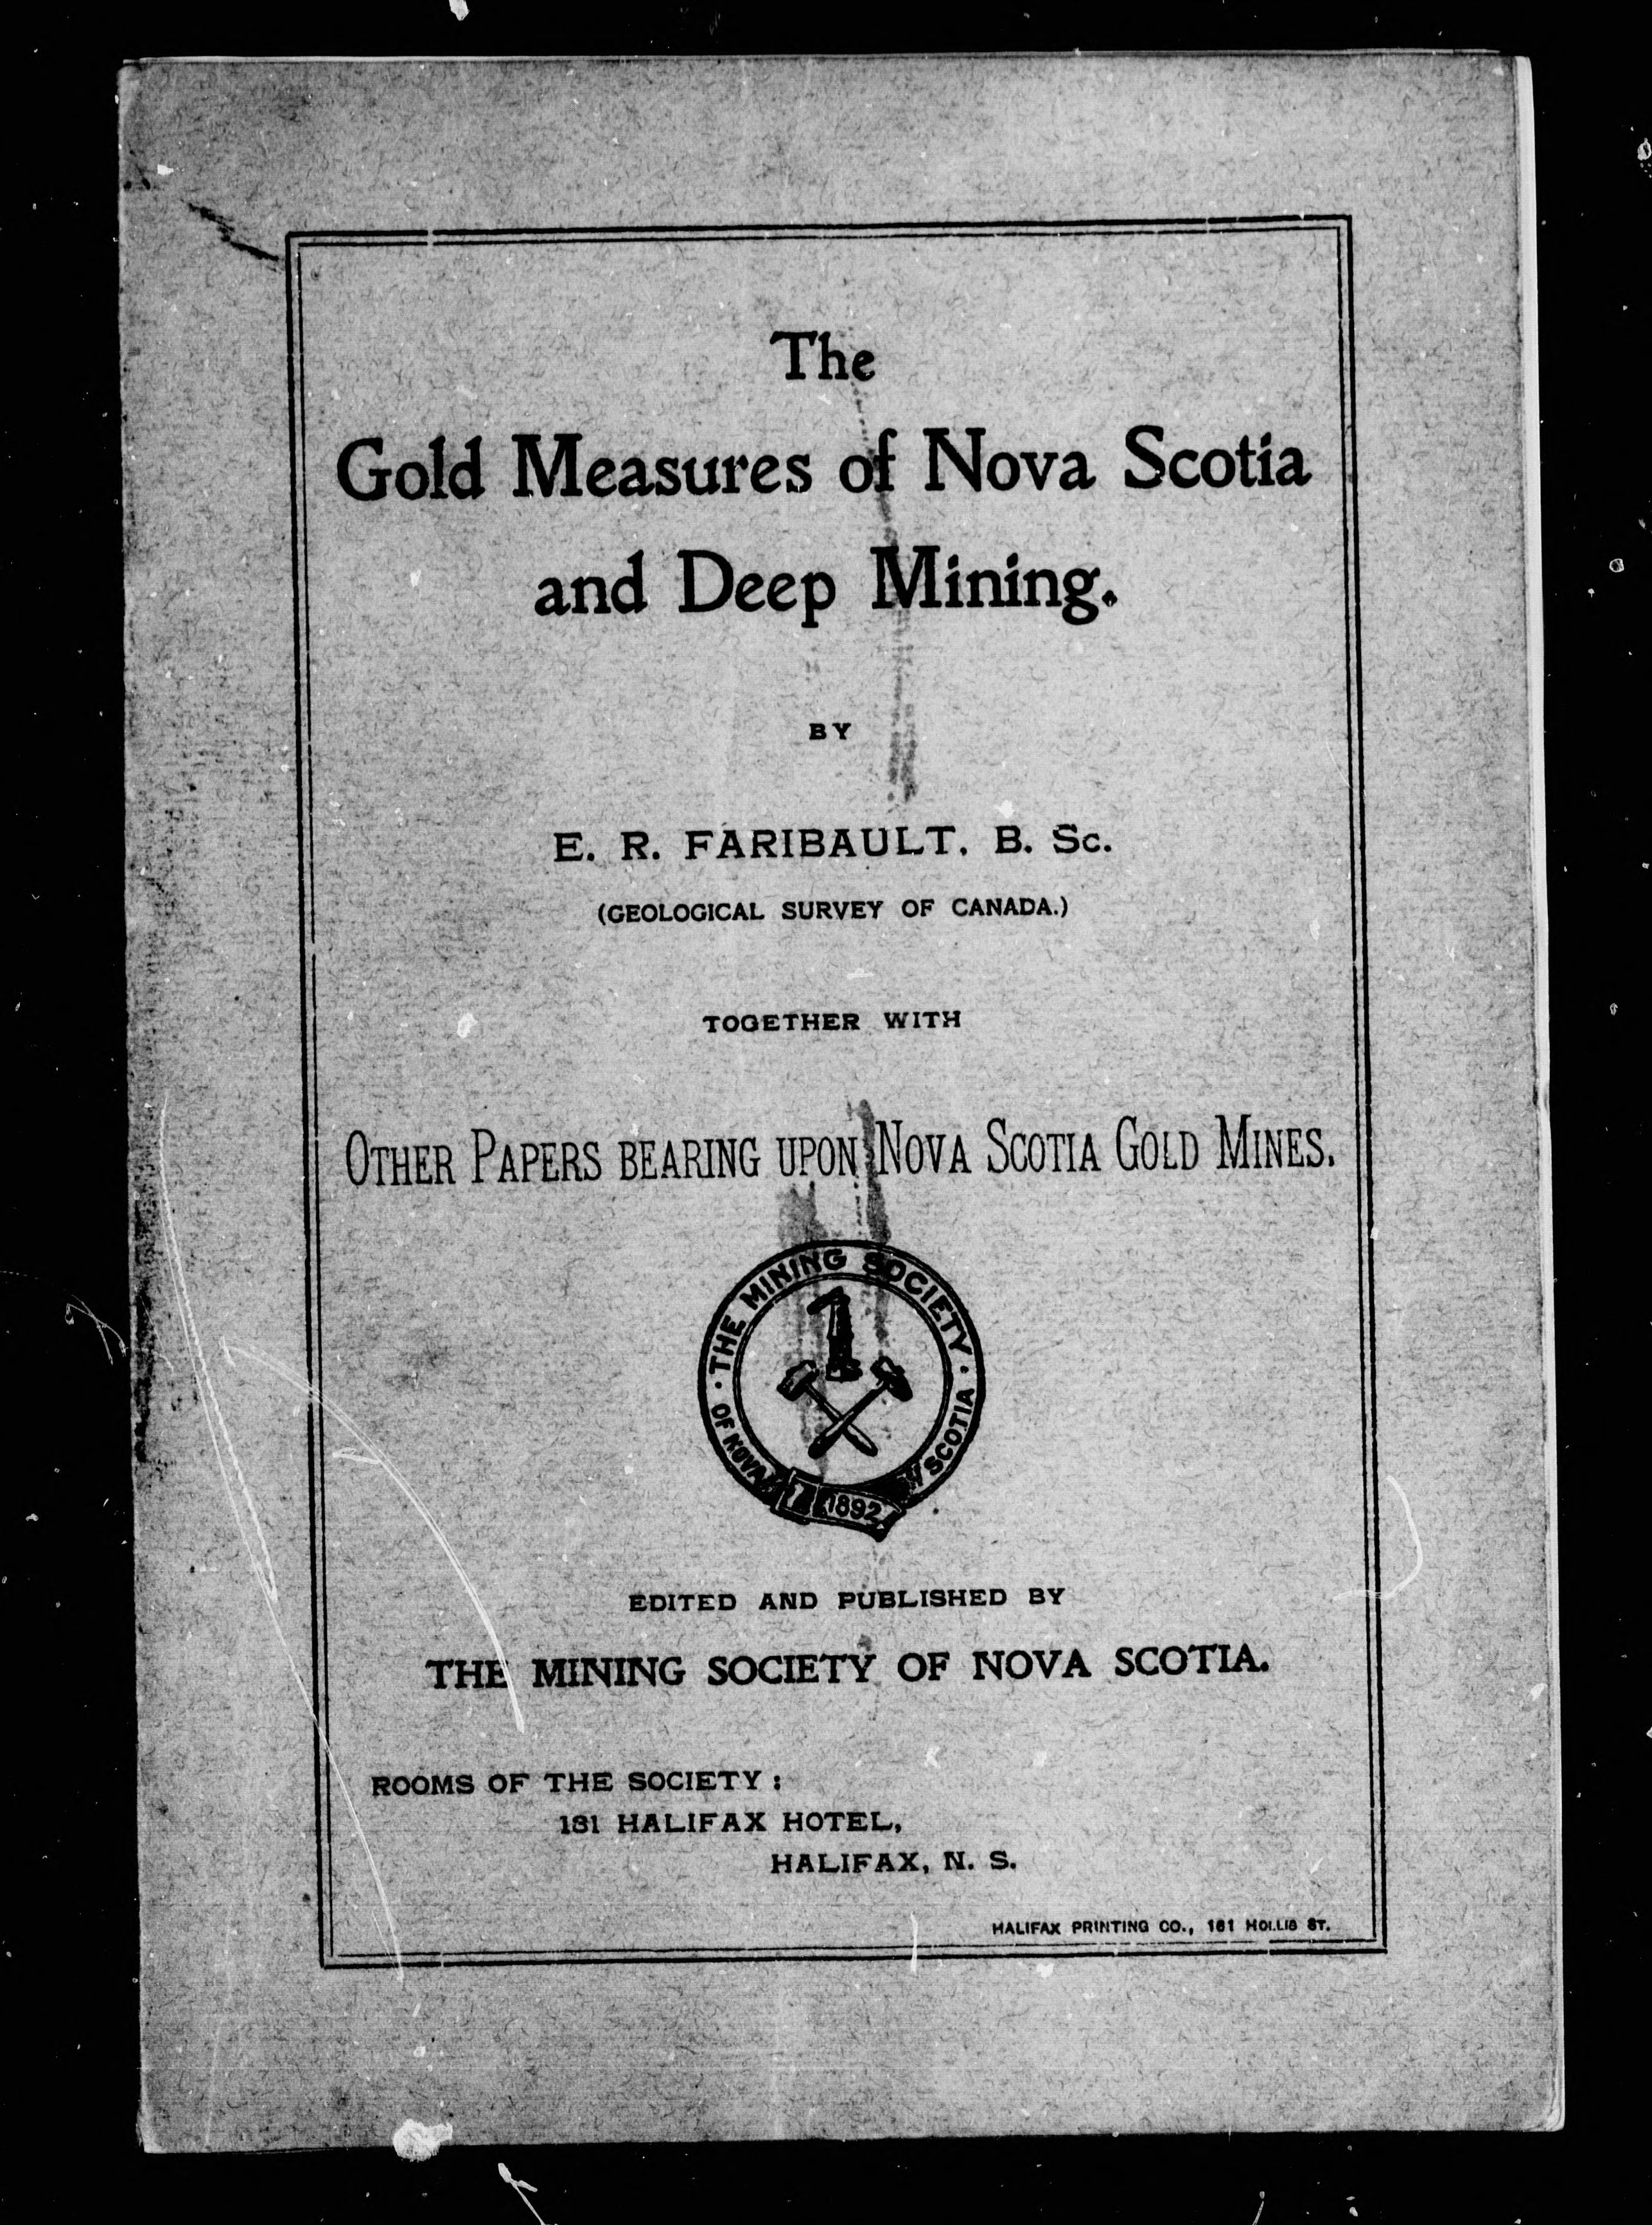 The
Gold Measures of Nova Scotia
and Deep Mining.
BY
E. R. FARIBAULT, B. Sc.
(GEOLOGICAL SURVEY OF CANADA.)
TOGETHER WITH
OTHER PAPERS BEARING UPON NOVA SCOTIA GOLD MINES.
· THE MINING SOCIETY ·
OF NOVA SCOTIA
1892
EDITED AND PUBLISHED BY
THE MINING SOCIETY OF NOVA SCOTIA.
ROOMS OF THE SOCIETY :
131 HALIFAX HOTEL,
HALIFAX, N. S.
HALIFAX PRINTING CO., 161 HOLLIS ST.